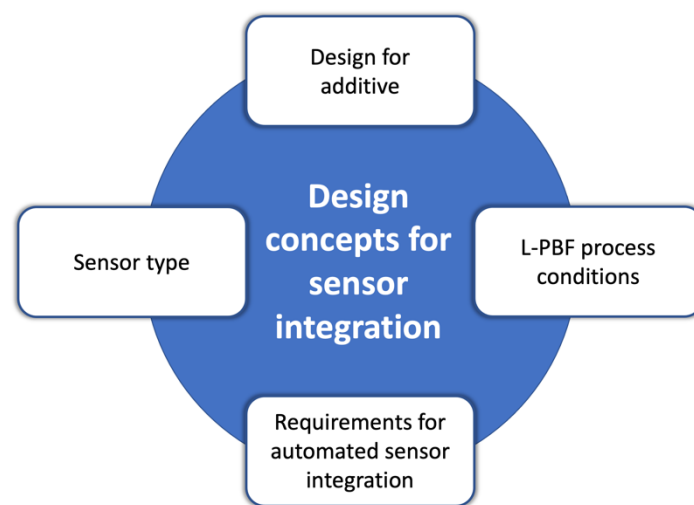 Design for
additive
Design
concepts for
sensor
integration
Sensor type
L-PBF process
conditions
Requirements for
automated sensor
integration